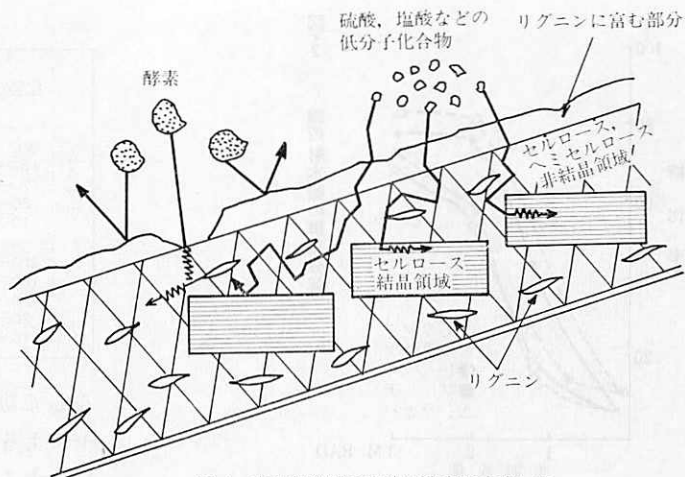 硫酸，塩酸などの
低分子化合物
リグニンに富む部分
酵素
セルロース，
ヘミセルロース
非結晶領域
セルロース
結晶領域
リグニン
M RAD